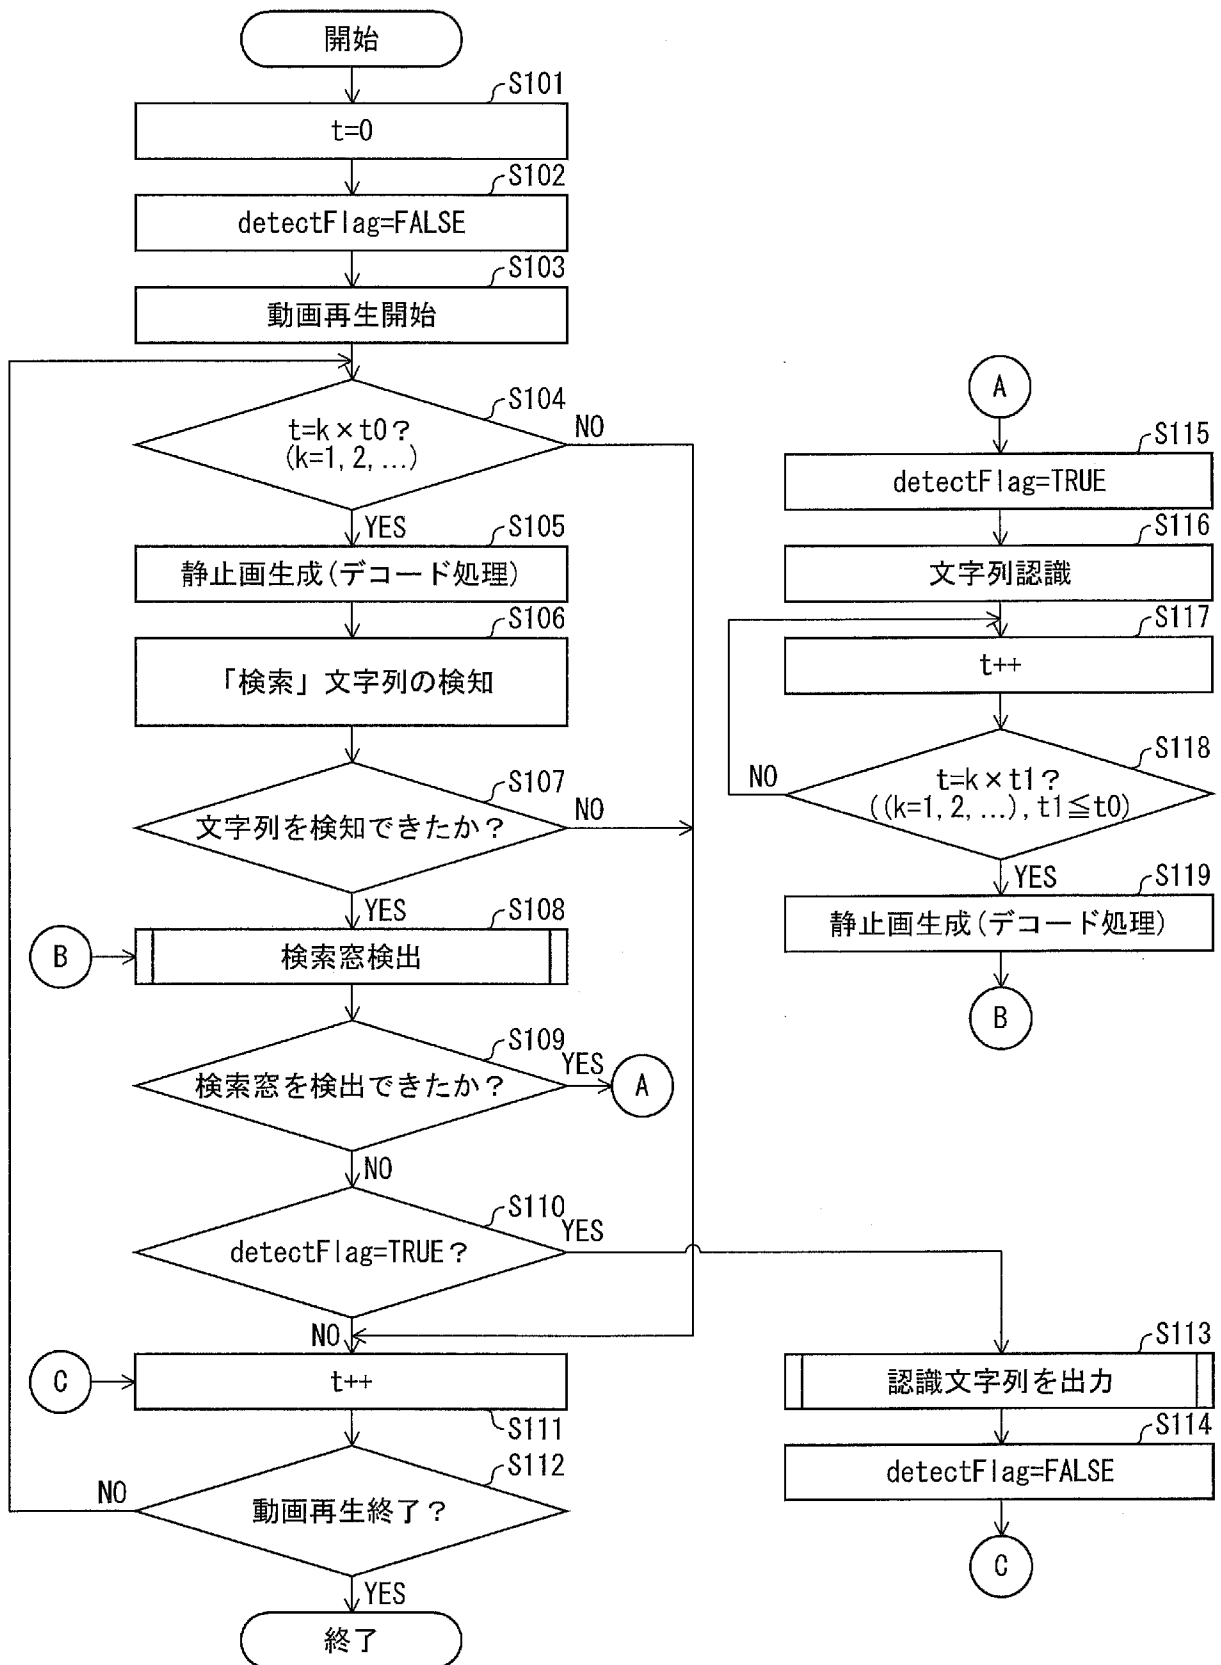 開始
S101
t=0
S102
detectFlag=FALSE
S103
動画再生開始
S104
t=k×t0?
(k=1, 2, ...)
NO
YES
S105
静止画生成(デコード処理)
S106
「検索」文字列の検知
S107
文字列を検知できたか?
NO
YES
S108
B
検索窓検出
S109
検索窓を検出できたか?
YES
A
NO
S110
detectFlag=TRUE?
YES
NO
C
t++
S111
S112
動画再生終了?
NO
YES
終了
A
S115
detectFlag=TRUE
S116
文字列認識
S117
t++
S118
t=k×t1?
((k=1, 2, ...), t1≦t0)
NO
YES
S119
静止画生成(デコード処理)
B
S113
認識文字列を出力
S114
detectFlag=FALSE
C